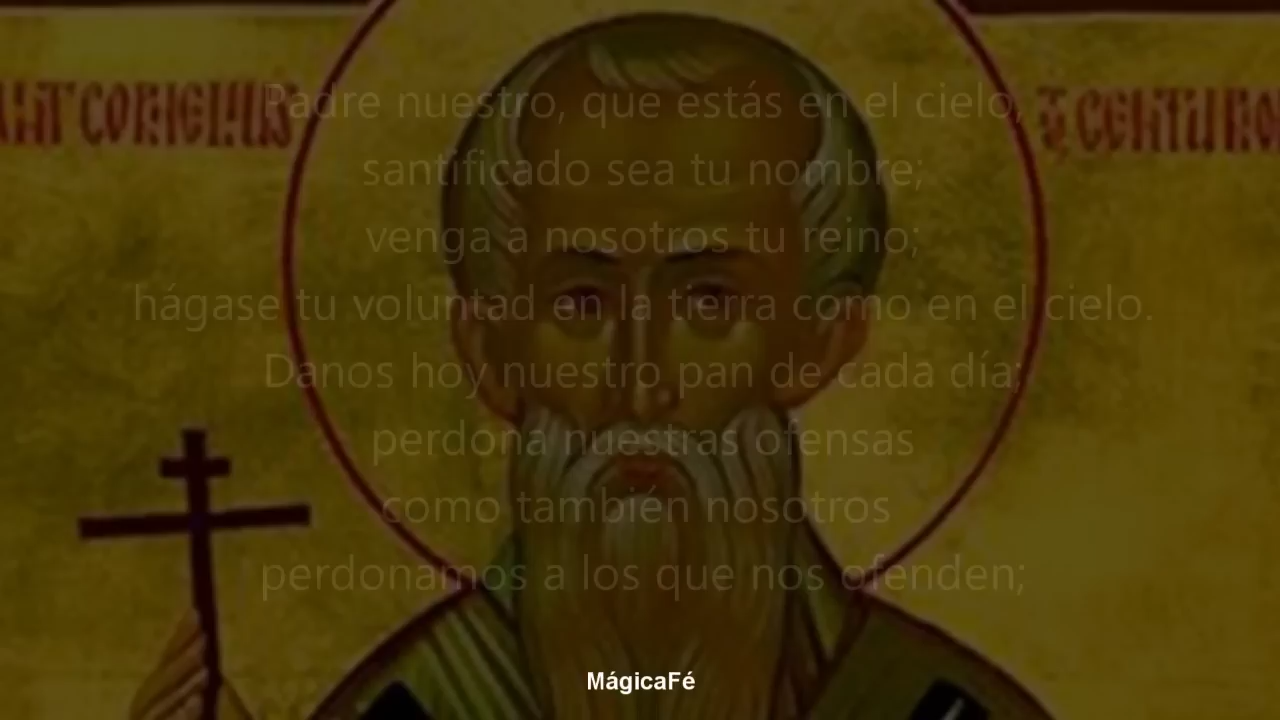 SANT CORNELIUS
Padre nuestro, que estás en el cielo,
santificado sea tu nombre;
venga a nosotros tu reino;
hágase tu voluntad en la tierra como en el cielo.
Danos hoy nuestro pan de cada día;
perdona nuestras ofensas
como también nosotros
perdonamos a los que nos ofenden;
MágicaFé